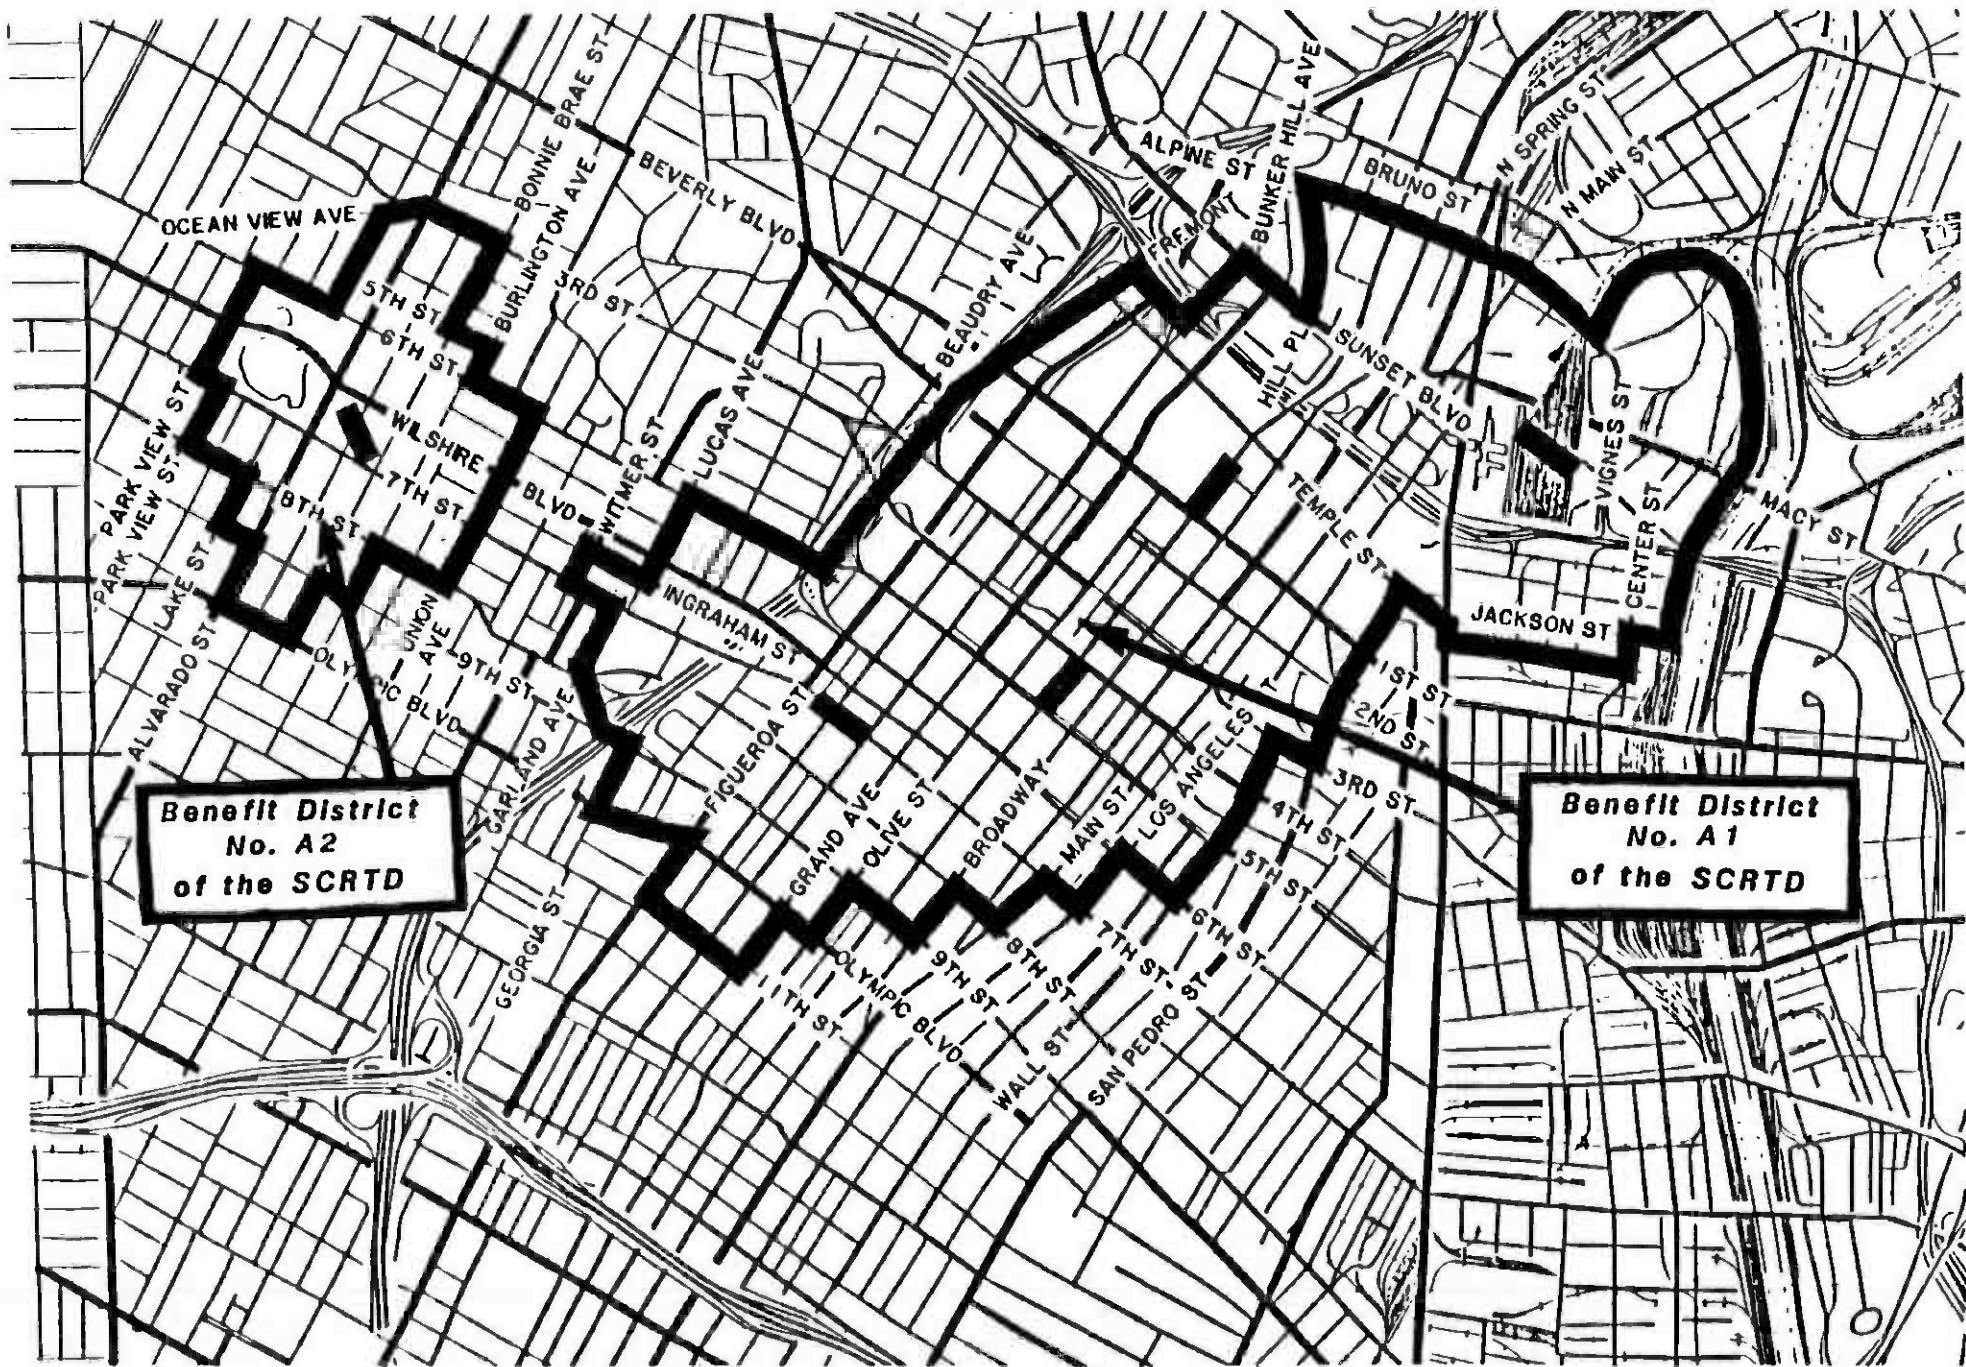 BONNIE BRAE ST
BURLINGTON AVE
BEVERLY BLVD
OCEAN VIEW AVE
3RD ST
5TH ST
6TH ST
WILSHIRE
BLVD
7TH ST
8TH ST
PARK VIEW ST
PARK VIEW ST
LAKE ST
ALVARADO ST
UNION
AVE
9TH ST
OLYMPIC BLVD
GARLAND AVE
GEORGIA ST
WITMER ST
LUCAS AVE
INGRAHAM ST
BEAUDRY AVE
ALPINE ST
FREMONT
BUNKER HILL AVE
BRUNO ST
N SPRING ST
N MAIN ST
HILL PL
SUNSET BLVD
VIGNES ST
CENTER ST
MACY ST
TEMPLE ST
JACKSON ST
1ST ST
2ND ST
3RD ST
4TH ST
5TH ST
6TH ST
7TH ST
8TH ST
9TH ST
OLYMPIC BLVD
11TH ST
FIGUEROA ST
GRAND AVE
OLIVE ST
BROADWAY
MAIN ST
LOS ANGELES ST
WALL ST
SAN PEDRO ST
Benefit District
No. A2
of the SCRTD
Benefit District
No. A1
of the SCRTD